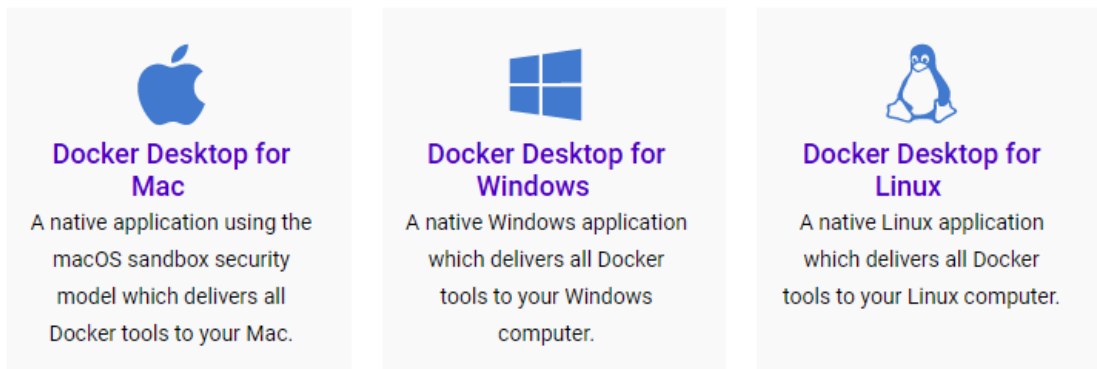 Docker Desktop for
Mac
A native application using the
macOS sandbox security
model which delivers all
Docker tools to your Mac.
Docker Desktop for
Windows
A native Windows application
which delivers all Docker
tools to your Windows
computer.
Docker Desktop for
Linux
A native Linux application
which delivers all Docker
tools to your Linux computer.